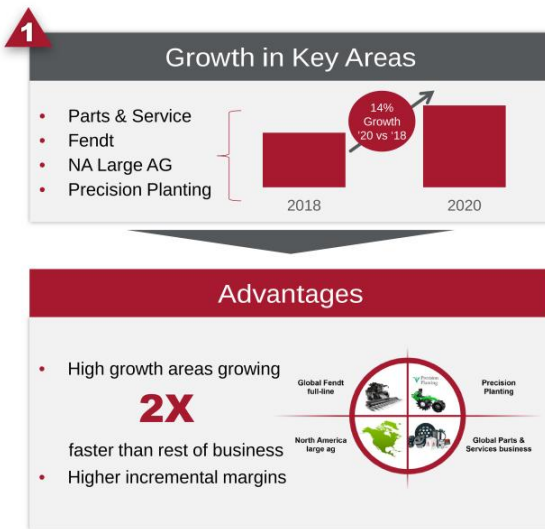 1
Growth in Key Areas
• Parts & Service
• Fendt
• NA Large AG
• Precision Planting
14%
Growth
'20 vs '18
2018
2020
Advantages
• High growth areas growing
2X
faster than rest of business
• Higher incremental margins
Global Fendt
full-line
Precision
Planting
Precision
Planting
North America
large ag
Global Parts &
Services business